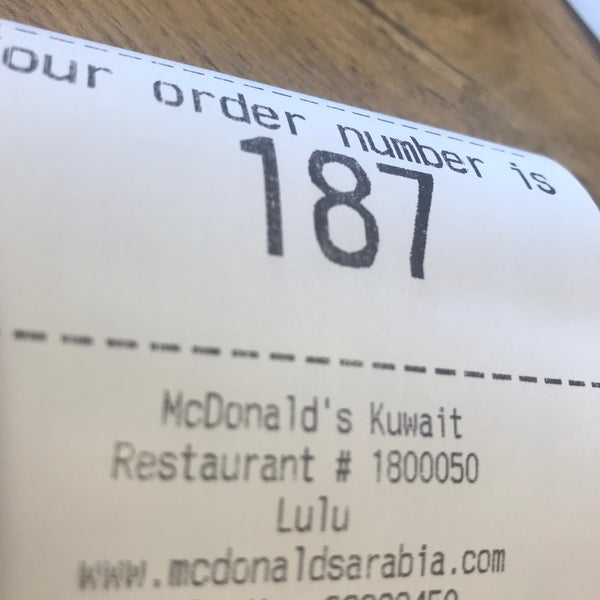 our order number is
187
McDonald's Kuwait
Restaurant # 1800050
Lulu
www.mcdonaldsarabia.com